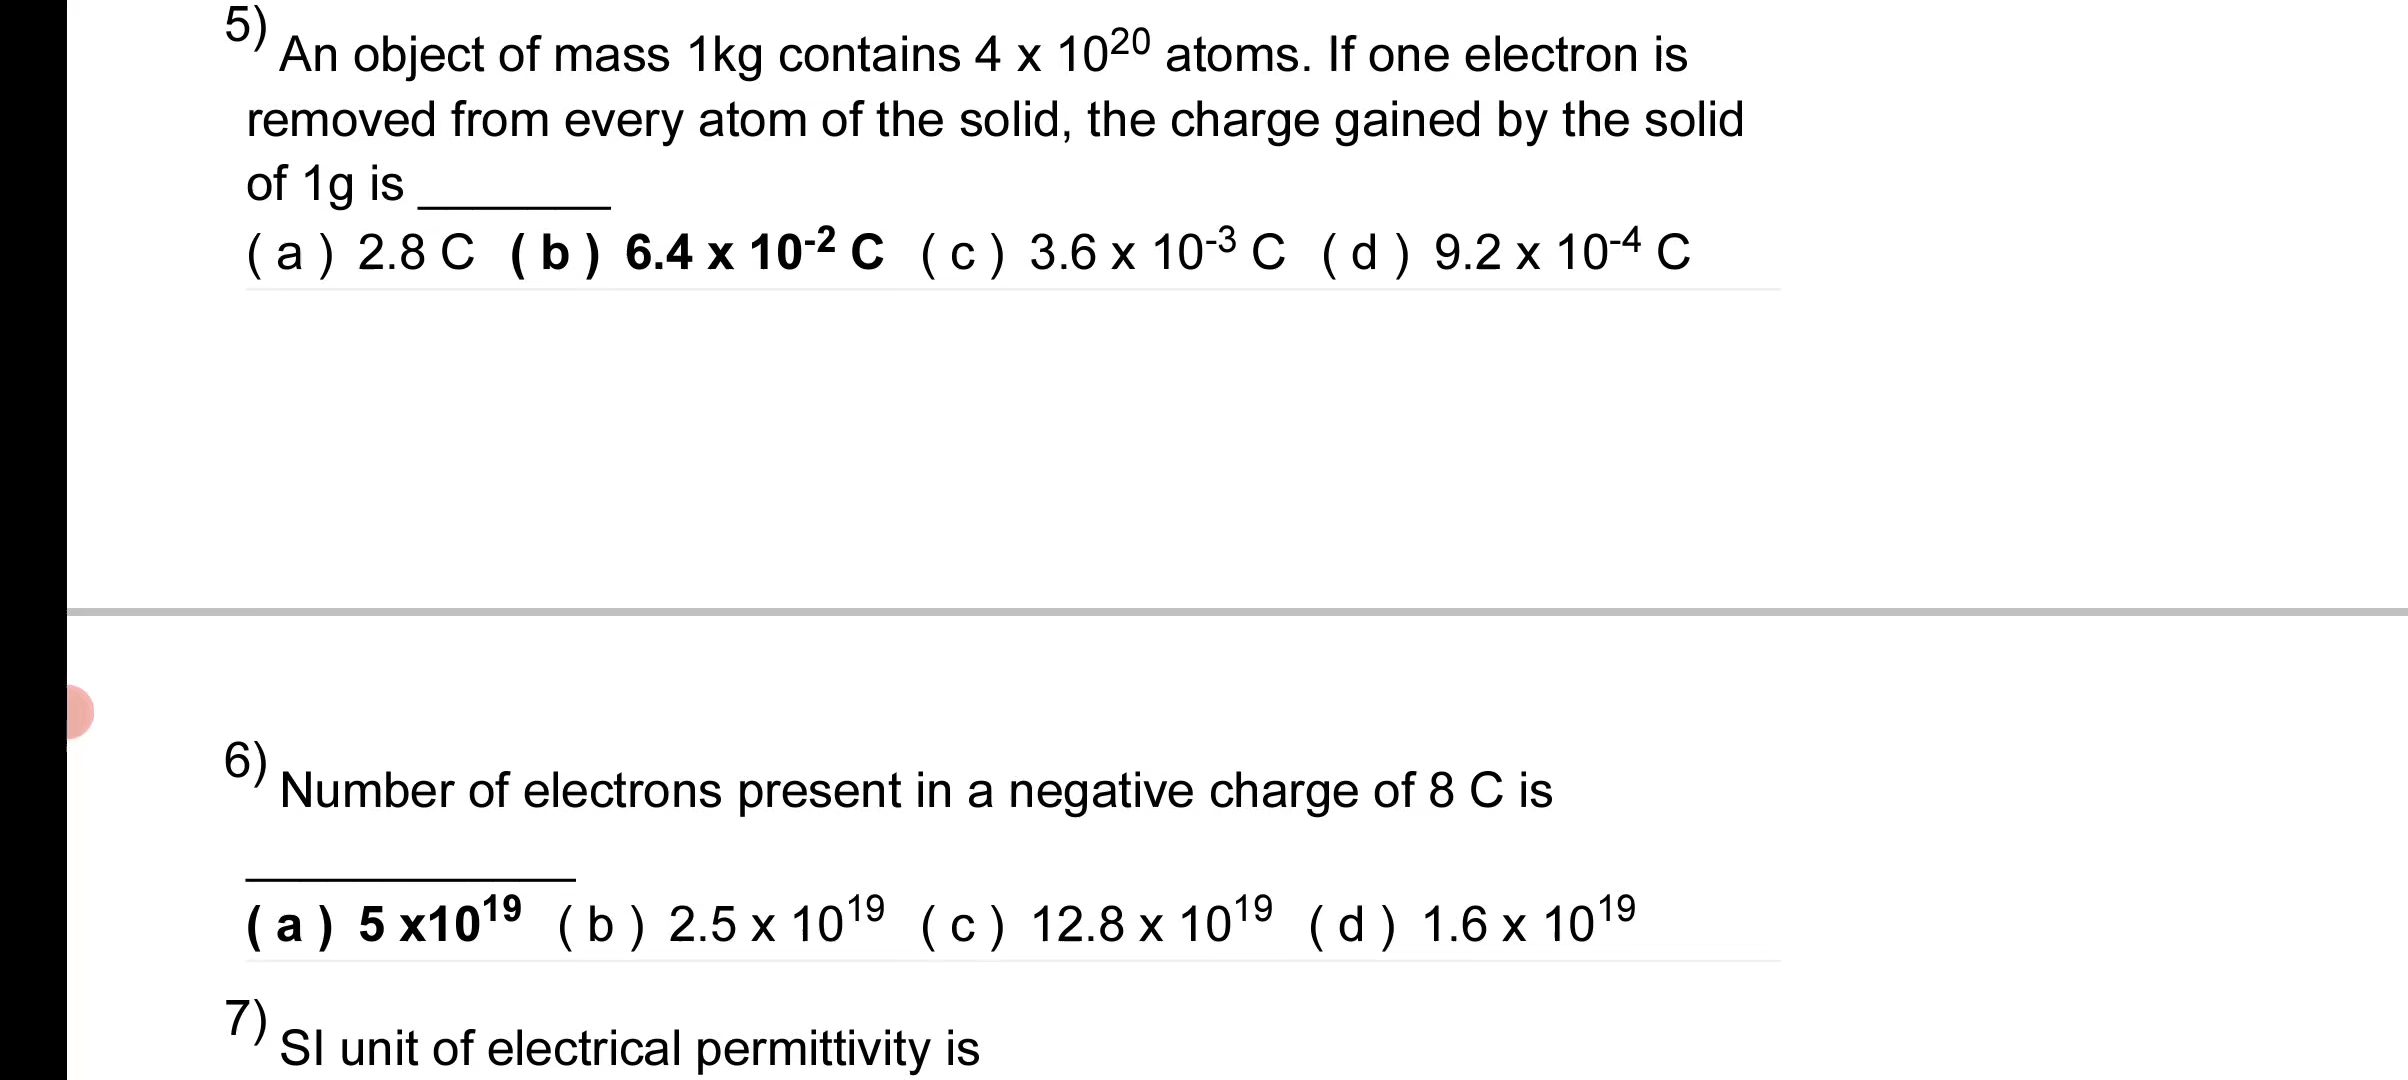 5)
An object of mass 1kg contains 4 x 10²⁰ atoms. If one electron is
removed from every atom of the solid, the charge gained by the solid
of 1g is _______
( a ) 2.8 C ( b ) 6.4 x 10⁻² C ( c ) 3.6 x 10⁻³ C ( d ) 9.2 x 10⁻⁴ C
6)
Number of electrons present in a negative charge of 8 C is
____________
( a ) 5 x10¹⁹ ( b ) 2.5 x 10¹⁹ ( c ) 12.8 x 10¹⁹ ( d ) 1.6 x 10¹⁹
7)
SI unit of electrical permittivity is